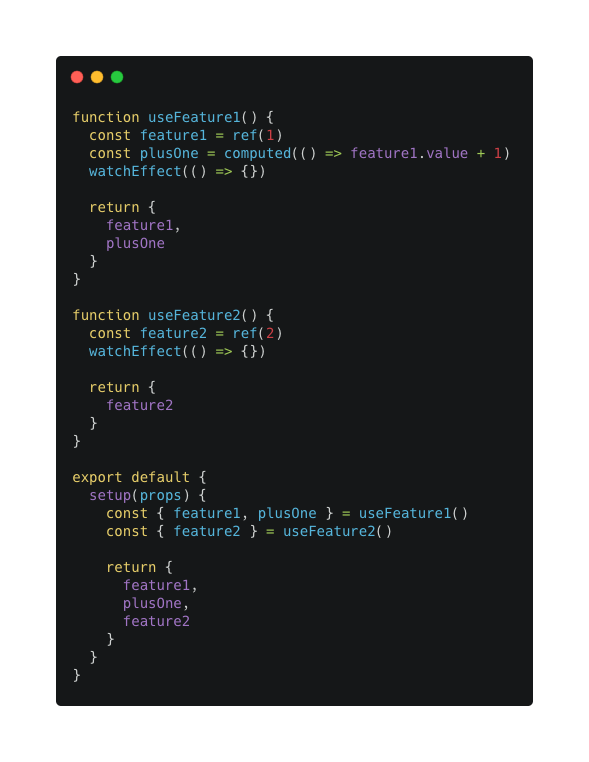 function useFeature1() {
  const feature1 = ref(1)
  const plusOne = computed(() => feature1.value + 1)
  watchEffect(() => {})

  return {
    feature1,
    plusOne
  }
}

function useFeature2() {
  const feature2 = ref(2)
  watchEffect(() => {})

  return {
    feature2
  }
}

export default {
  setup(props) {
    const { feature1, plusOne } = useFeature1()
    const { feature2 } = useFeature2()

    return {
      feature1,
      plusOne,
      feature2
    }
  }
}